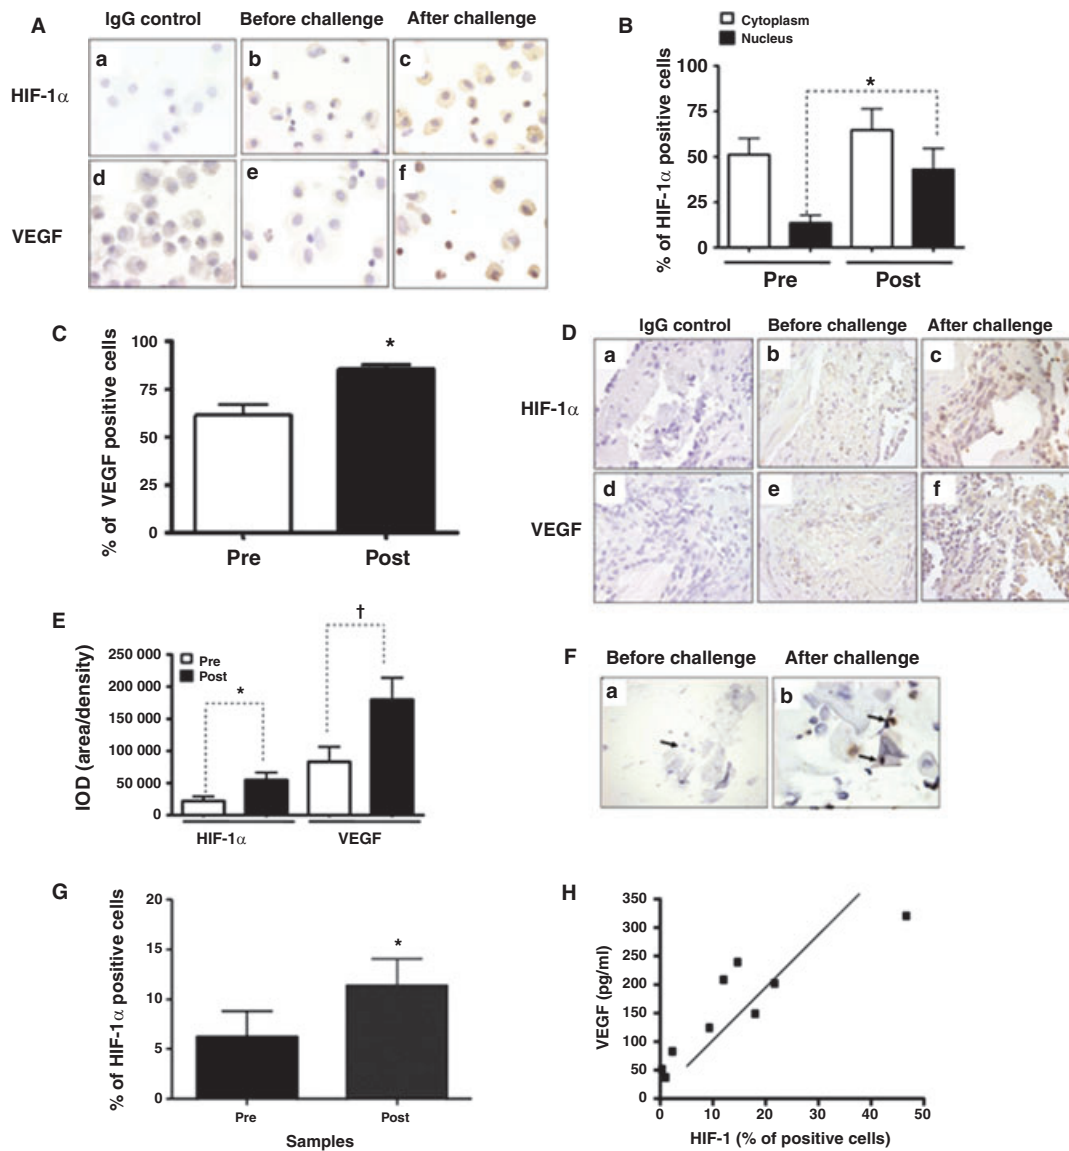 A
IgG control
Before challenge
After challenge
HIF-1α
a
b
c
VEGF
d
e
f
B
Cytoplasm
Nucleus
% of HIF-1α positive cells
100
75
50
25
0
*
Pre
Post
C
% of VEGF positive cells
100
75
50
25
0
*
Pre
Post
D
IgG control
Before challenge
After challenge
HIF-1α
a
b
c
VEGF
d
e
f
E
IOD (area/density)
250 000
200 000
150 000
100 000
50 000
0
Pre
Post
*
†
HIF-1α
VEGF
F
Before challenge
After challenge
a
b
G
% of HIF-1α positive cells
20
15
10
5
0
*
Pre
Post
Samples
H
VEGF (pg/ml)
350
300
250
200
150
100
50
0
0
10
20
30
40
50
HIF-1 (% of positive cells)